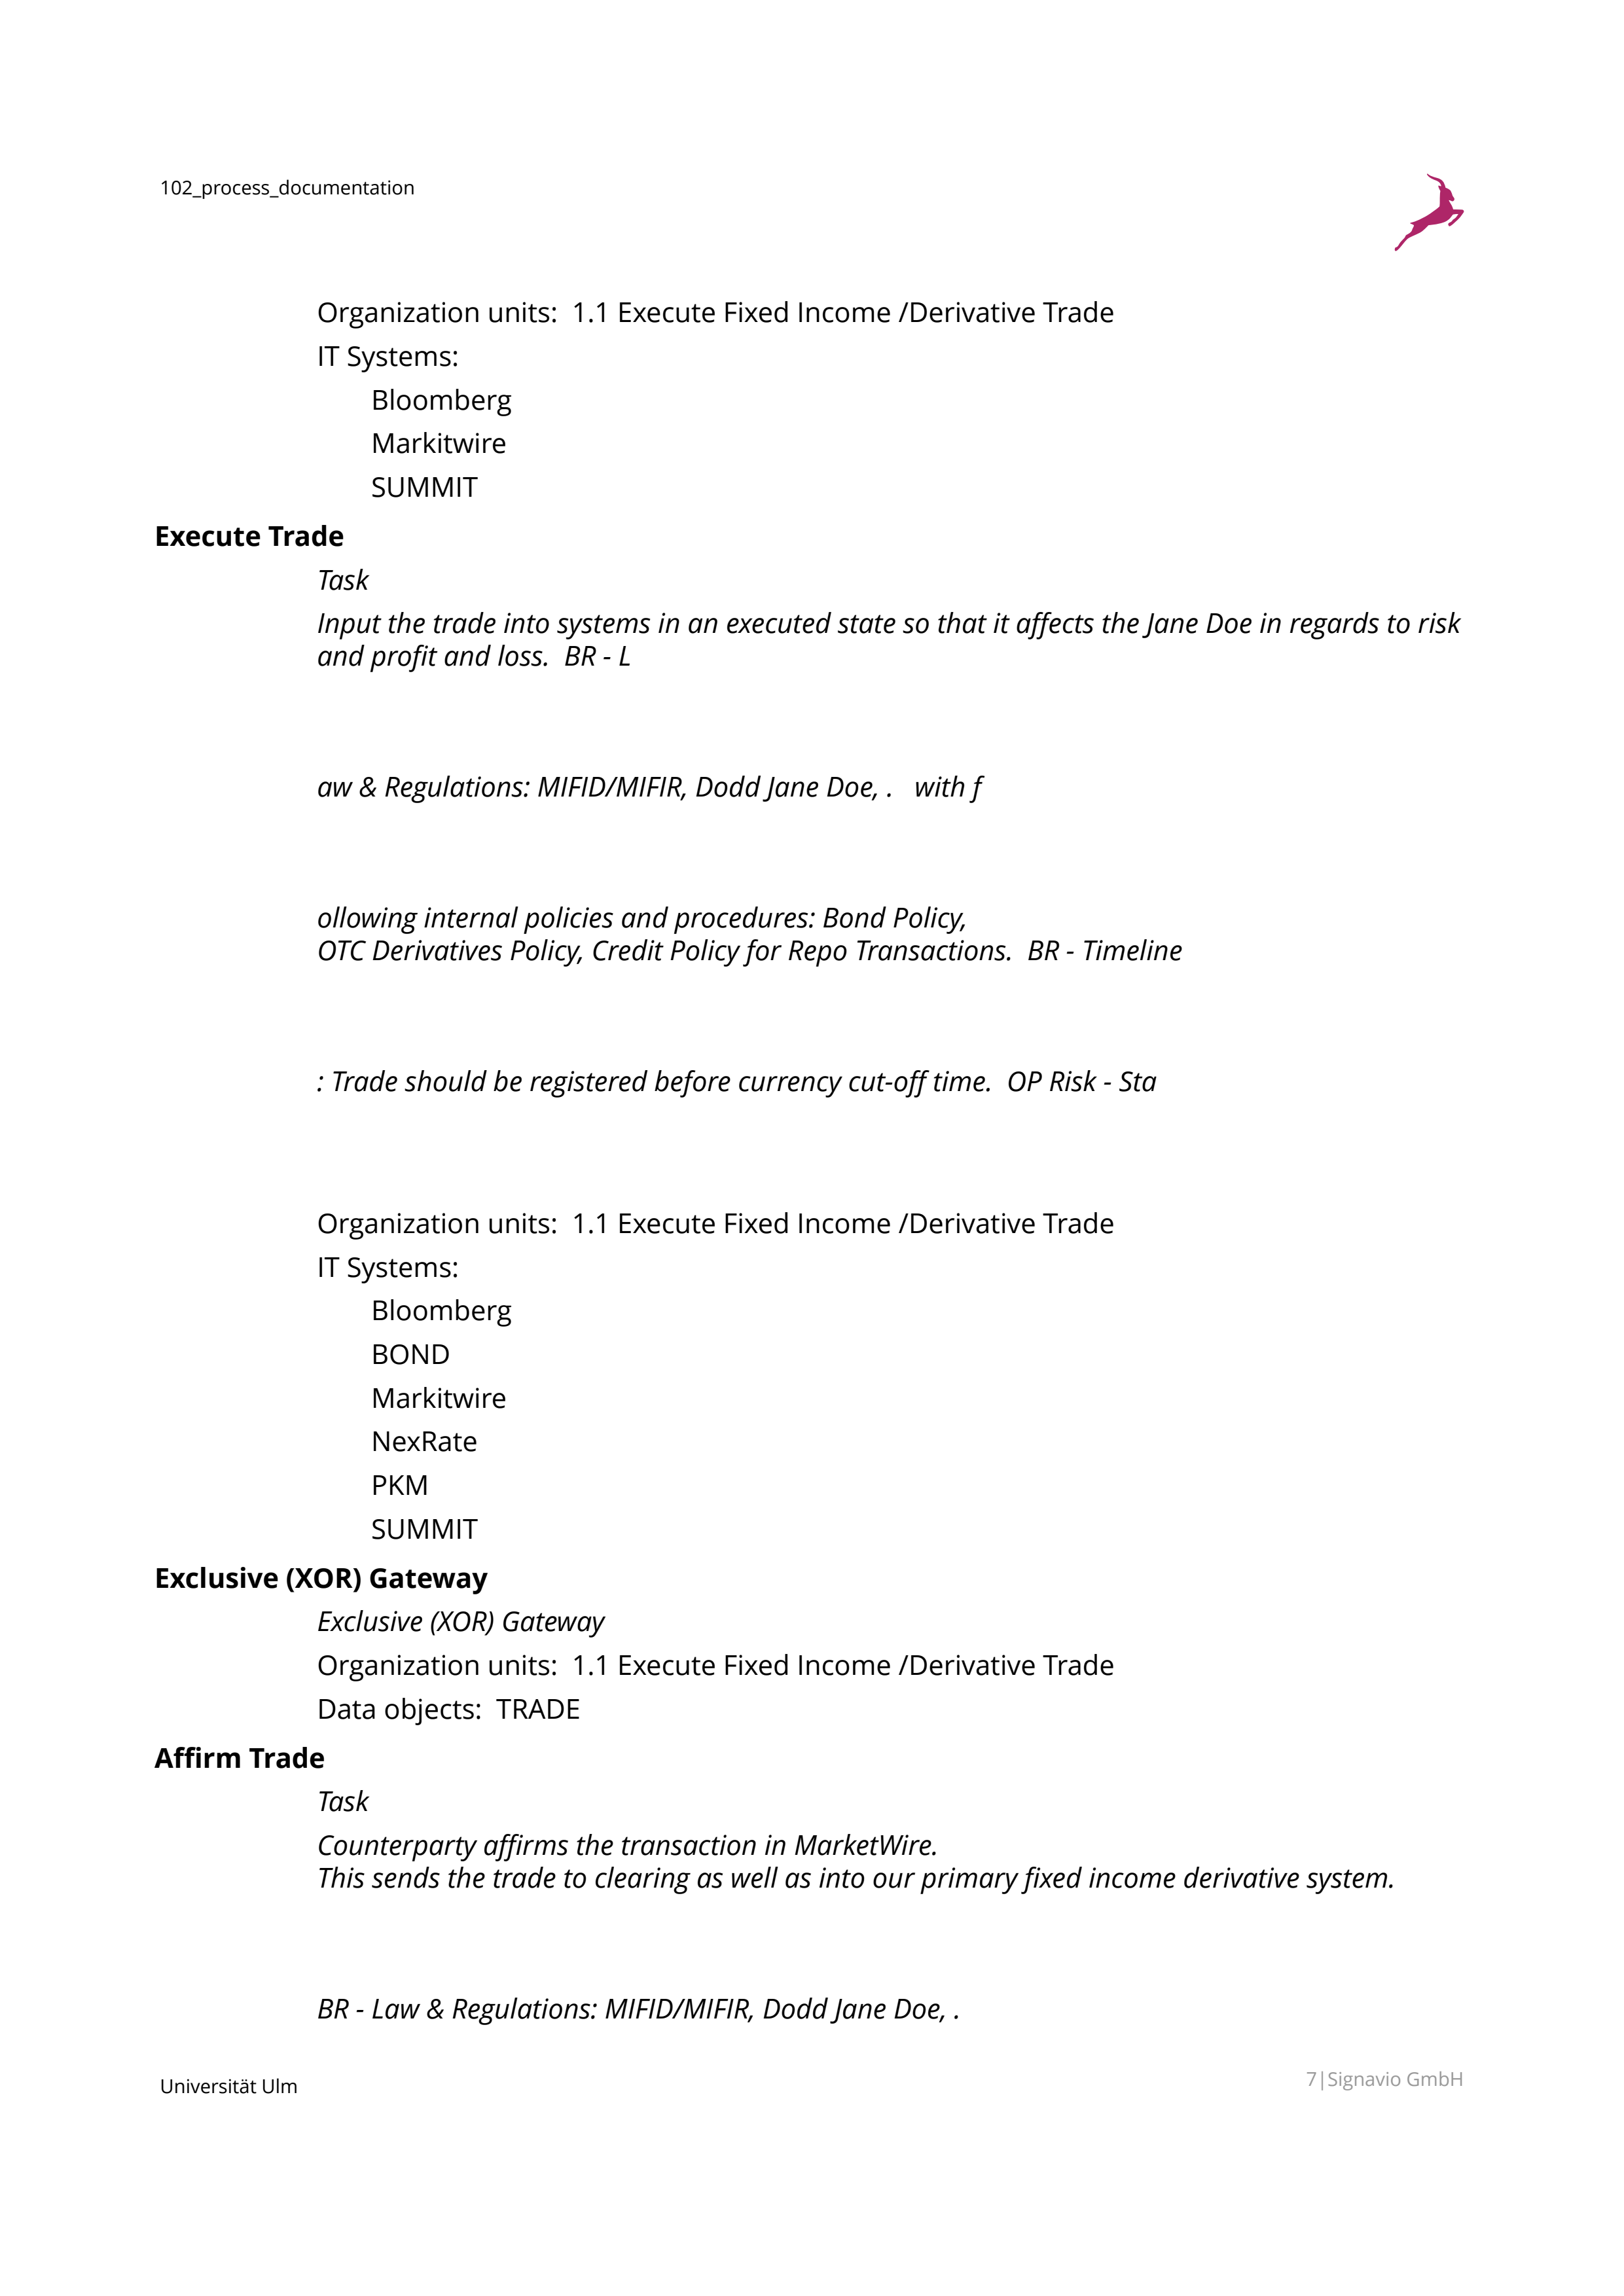 102_process_documentation
Organization units:  1.1 Execute Fixed Income /Derivative Trade
IT Systems:
Bloomberg
Markitwire
SUMMIT
Execute Trade
Task
Input the trade into systems in an executed state so that it affects the Jane Doe in regards to risk
and profit and loss.  BR - L
aw & Regulations: MIFID/MIFIR, Dodd Jane Doe, .   with f
ollowing internal policies and procedures: Bond Policy,
OTC Derivatives Policy, Credit Policy for Repo Transactions.  BR - Timeline
: Trade should be registered before currency cut-off time.  OP Risk - Sta
Organization units:  1.1 Execute Fixed Income /Derivative Trade
IT Systems:
Bloomberg
BOND
Markitwire
NexRate
PKM
SUMMIT
Exclusive (XOR) Gateway
Exclusive (XOR) Gateway
Organization units:  1.1 Execute Fixed Income /Derivative Trade
Data objects:  TRADE
Affirm Trade
Task
Counterparty affirms the transaction in MarketWire.
This sends the trade to clearing as well as into our primary fixed income derivative system.
BR - Law & Regulations: MIFID/MIFIR, Dodd Jane Doe, .
Universität Ulm
7|Signavio GmbH